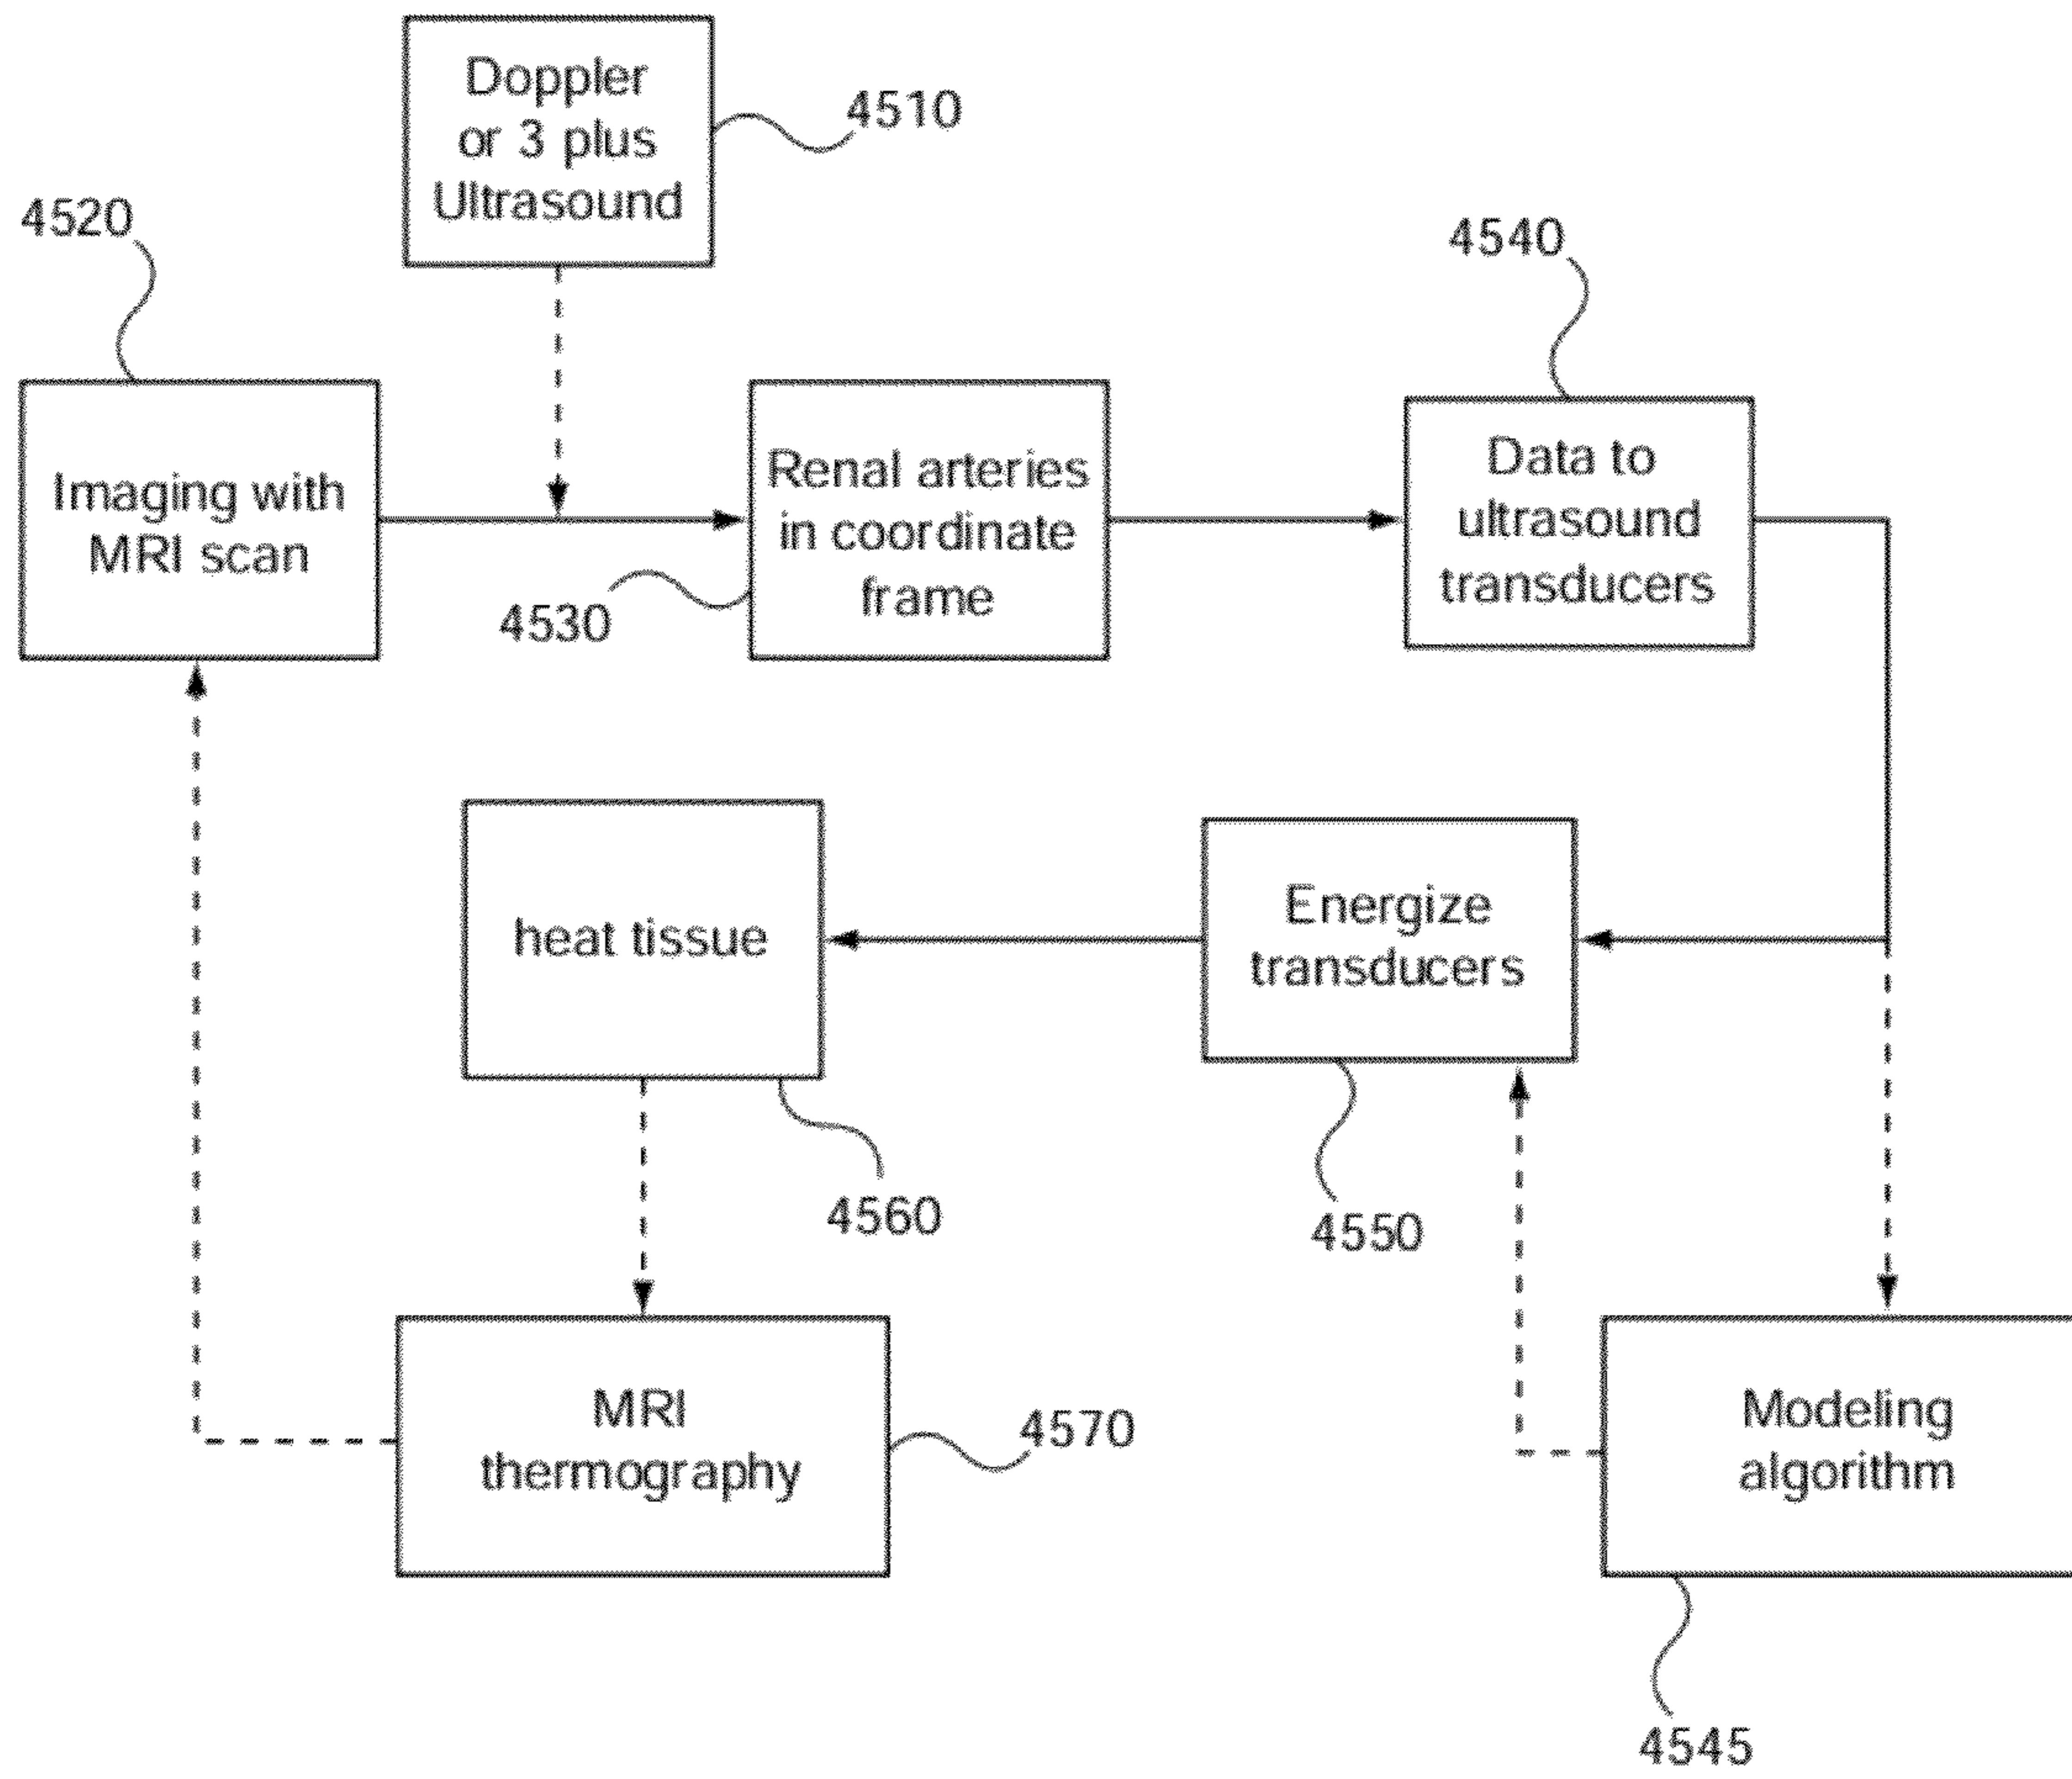 Doppler
or 3 plus
Ultrasound
4510
4520
4540
Imaging with
MRI scan
Renal arteries
in coordinate
frame
4530
Data to
ultrasound
transducers
heat tissue
4560
Energize
transducers
4550
MRI
thermography
4570
Modeling
algorithm
4545